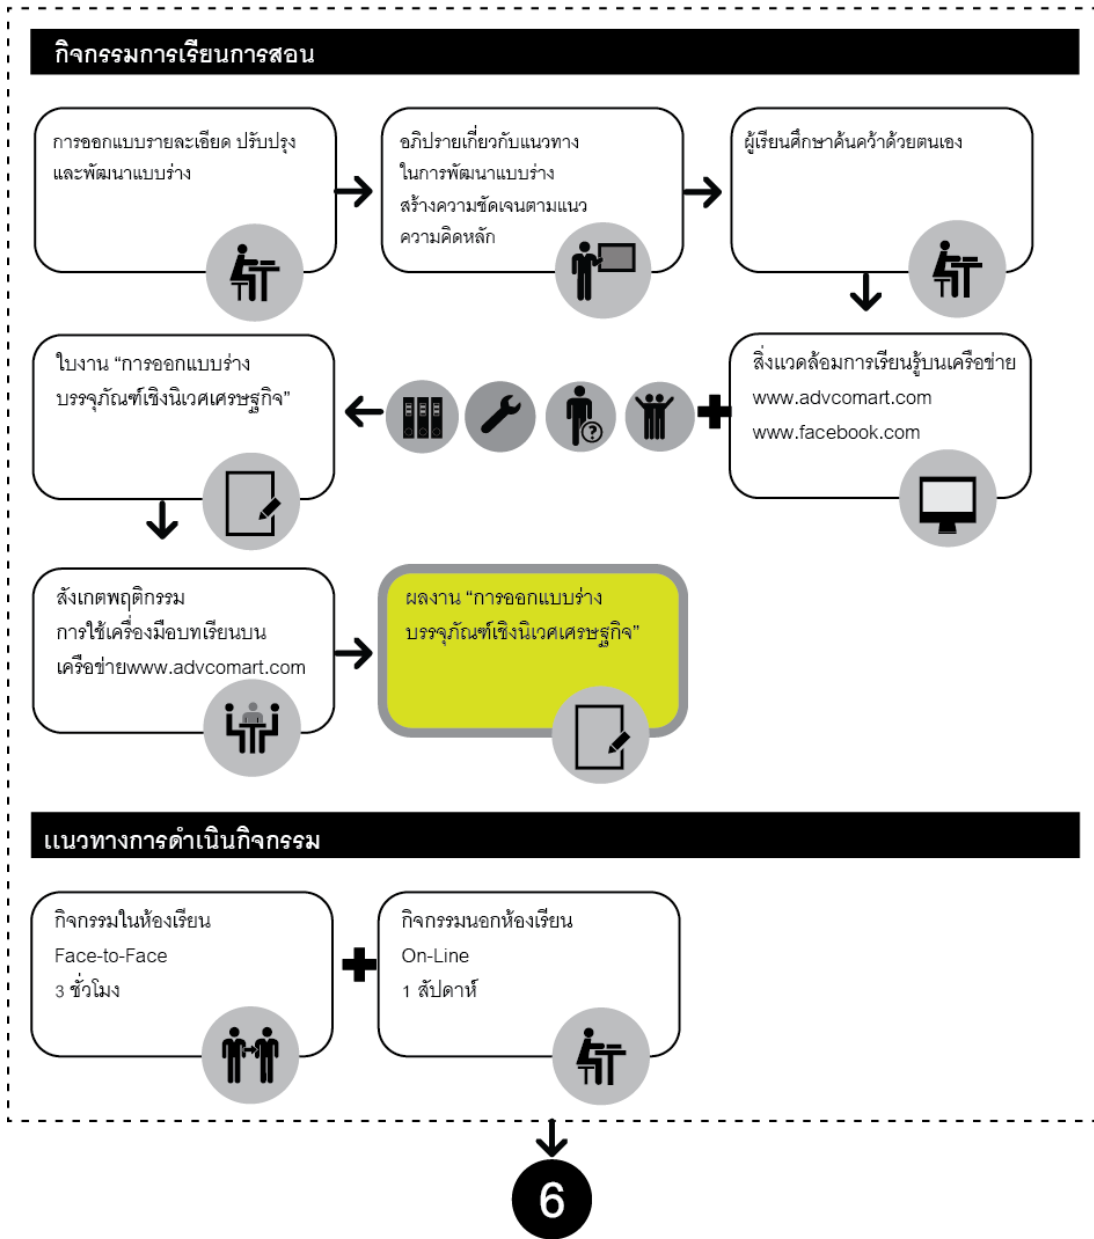 กิจกรรมการเรียนการสอน
การออกแบบรายละเอียด ปรับปรุง
และพัฒนาแบบร่าง
อภิปรายเกี่ยวกับแนวทาง
ในการพัฒนาแบบร่าง
สร้างความชัดเจนตามแนว
ความคิดหลัก
ผู้เรียนศึกษาค้นคว้าด้วยตนเอง
สิ่งแวดล้อมการเรียนรู้บนเครือข่าย
www.advcomart.com
www.facebook.com
?
ใบงาน “การออกแบบร่าง
บรรจุภัณฑ์เชิงนิเวศเศรษฐกิจ”
สังเกตพฤติกรรม
การใช้เครื่องมือบทเรียนบน
เครือข่ายwww.advcomart.com
ผลงาน “การออกแบบร่าง
บรรจุภัณฑ์เชิงนิเวศเศรษฐกิจ”
แนวทางการดำเนินกิจกรรม
กิจกรรมในห้องเรียน
Face-to-Face
3 ชั่วโมง
กิจกรรมนอกห้องเรียน
On-Line
1 สัปดาห์
6